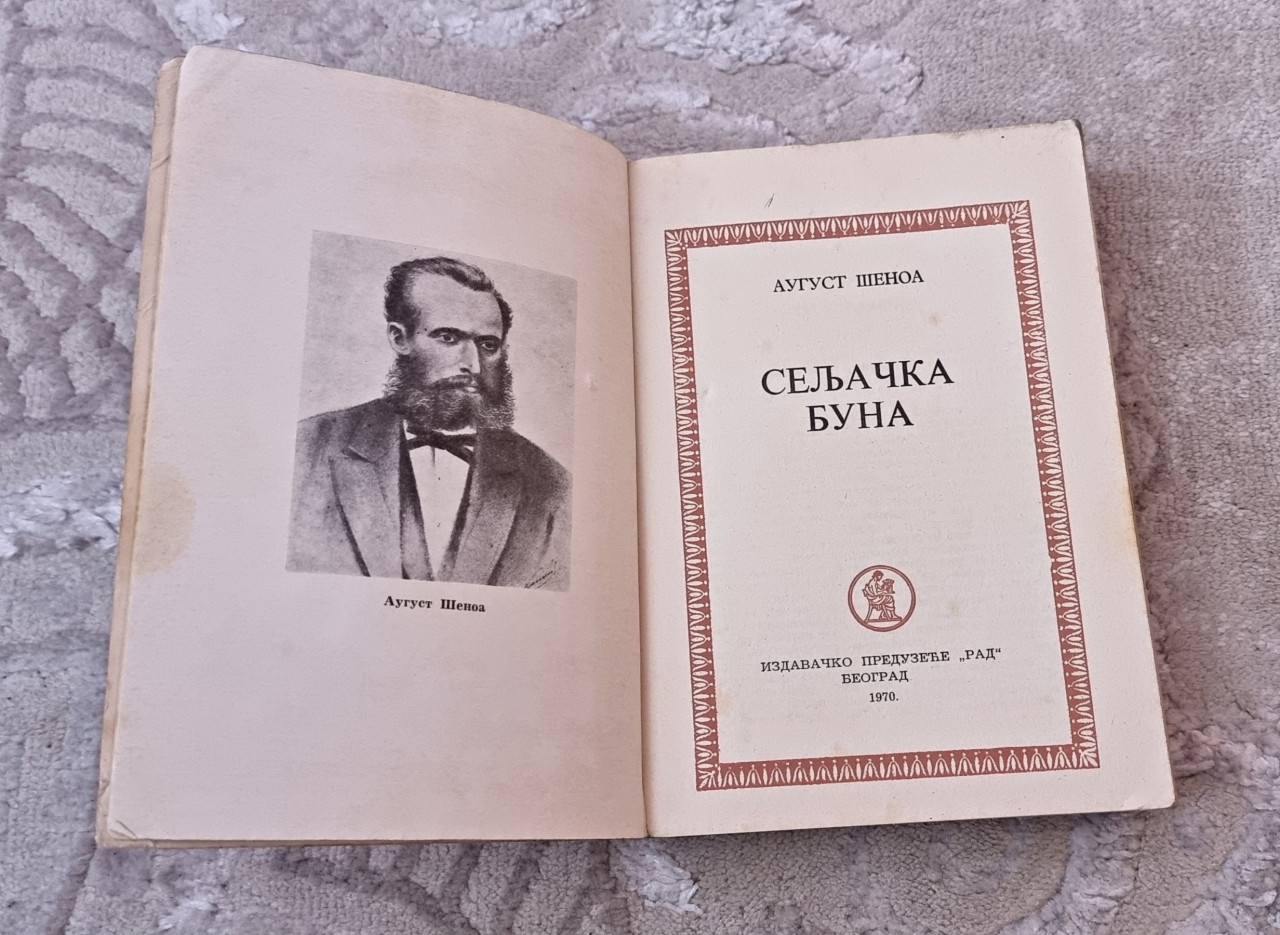 Аугуст Шеноа
АУГУСТ ШЕНОА
СЕЉАЧКА
БУНА
ИЗДАВАЧКО ПРЕДУЗЕЋЕ „РАД“
БЕОГРАД
1970.